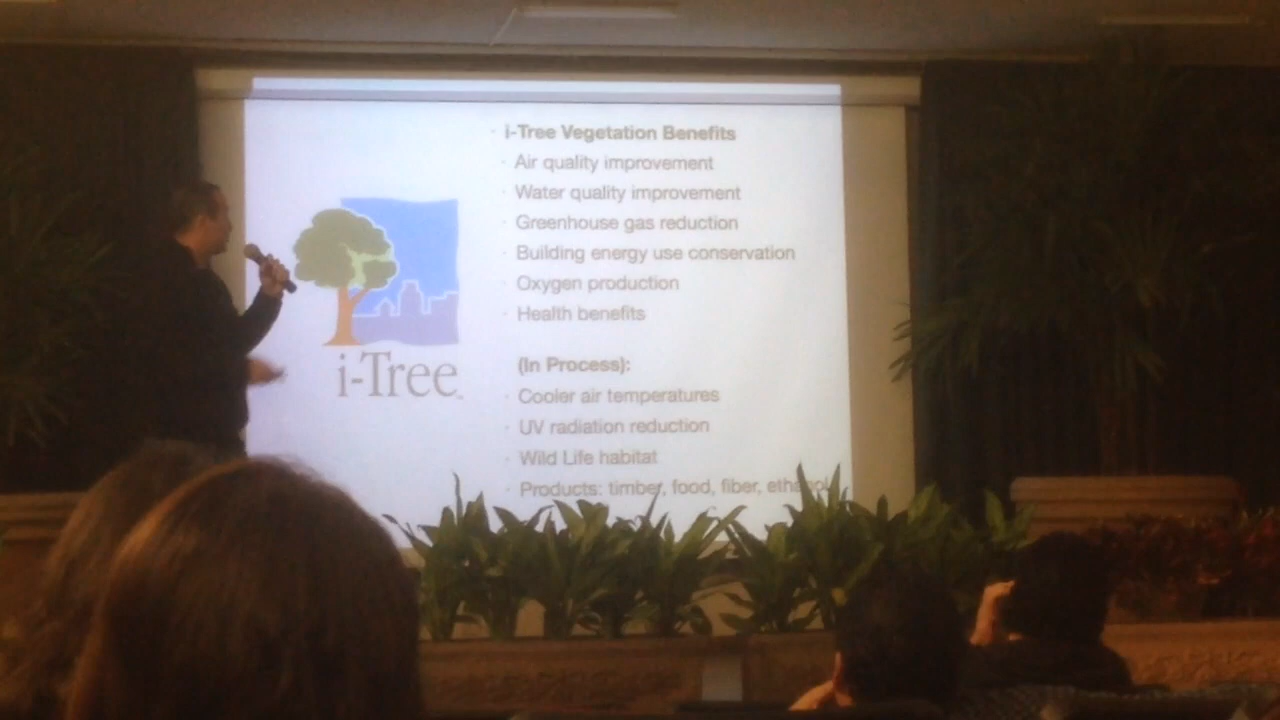 i-Tree Vegetation Benefits
Air quality improvement
Water quality improvement
Greenhouse gas reduction
Building energy use conservation
Oxygen production
Health benefits
(In Process):
Cooler air temperatures
UV radiation reduction
Wild Life habitat
Products: timber, food, fiber, ethanol
i-Tree